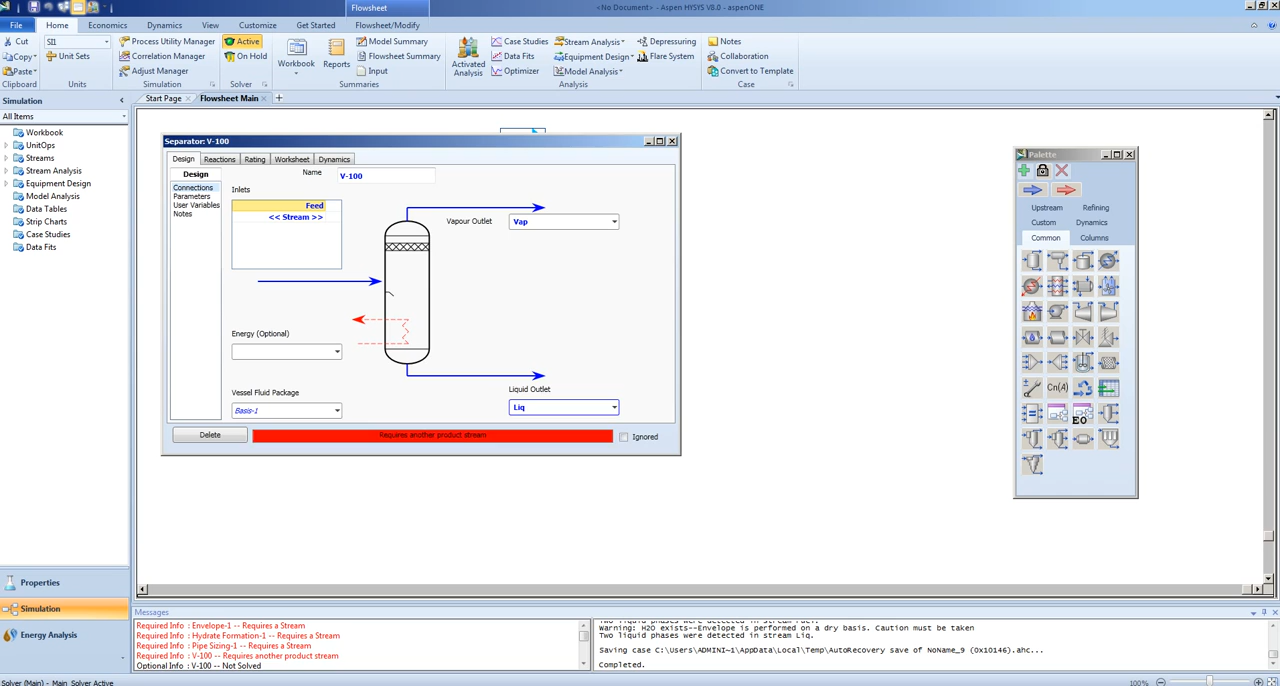 Flowsheet
<No Document> - Aspen HYSYS V8.0 - aspenONE
File Home Economics Dynamics View Customize Get Started Flowsheet/Modify
Cut SI1 Process Utility Manager Active Model Summary Case Studies Stream Analysis Depressuring Notes
Copy Unit Sets Correlation Manager On Hold Workbook Reports Flowsheet Summary Activated Analysis Data Fits Equipment Design Flare System Collaboration
Paste Adjust Manager Input Optimizer Model Analysis Convert to Template
Clipboard Units Simulation Solver Summaries Analysis Case
Simulation < Start Page Flowsheet Main +
All Items
Workbook
UnitOps
Streams
Stream Analysis
Equipment Design
Model Analysis
Data Tables
Strip Charts
Case Studies
Data Fits
Properties
Simulation
Energy Analysis
Separator: V-100
Design Reactions Rating Worksheet Dynamics
Design
Connections
Parameters
User Variables
Notes
Name V-100
Inlets
Feed
<< Stream >>
Vapour Outlet Vap
Energy (Optional)
Vessel Fluid Package
Basis-1
Liquid Outlet
Liq
Delete Requires another product stream Ignored
Palette
Upstream Refining
Custom Dynamics
Common Columns
Cn(A)
EO
Messages
Required Info : Envelope-1 -- Requires a Stream
Required Info : Hydrate Formation-1 -- Requires a Stream
Required Info : Pipe Sizing-1 -- Requires a Stream
Required Info : V-100 -- Requires another product stream
Optional Info : V-100 -- Not Solved
Warning: H2O exists--Envelope is performed on a dry basis. Caution must be taken
Two liquid phases were detected in stream Liq.
Saving case C:\Users\ADMINI~1\AppData\Local\Temp\AutoRecovery save of NoName_9 (0x10146).ahc...
Completed.
Solver (Main) - Main Solver Active 100%